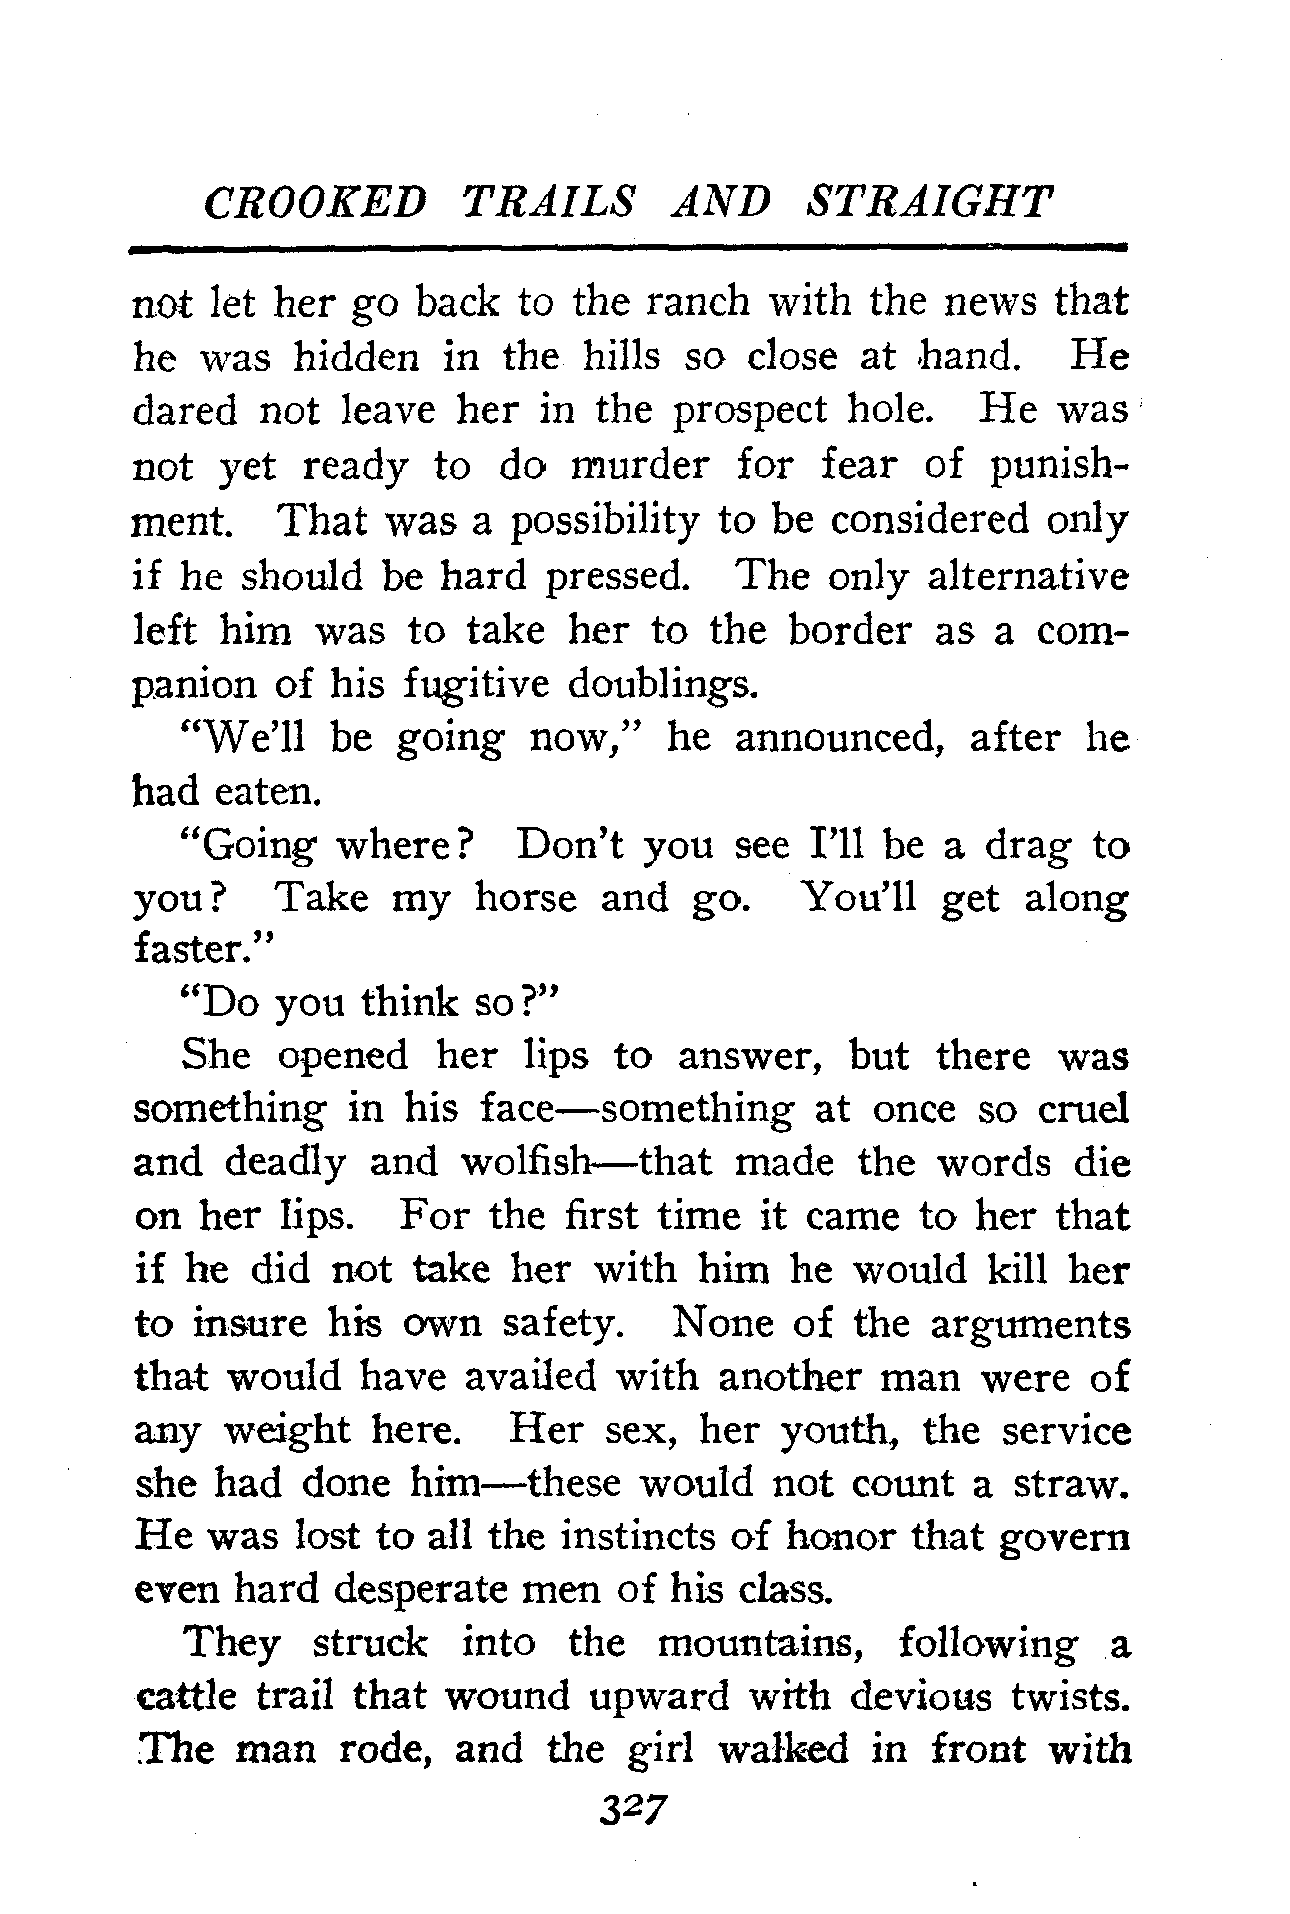 CROOKED TRAILS AND STRAIGHT
not let her go back to the ranch with the news that
he was hidden in the hills so close at hand. He
dared not leave her in the prospect hole. He was
not yet ready to do murder for fear of punish-
ment. That was a possibility to be considered only
if he should be hard pressed. The only alternative
left him was to take her to the border as a com-
panion of his fugitive doublings.
“We'll be going now,” he announced, after he
had eaten.
“Going where? Don't you see I'll be a drag to
you? Take my horse and go. You'll get along
faster.”
“Do you think so?”
She opened her lips to answer, but there was
something in his face—something at once so cruel
and deadly and wolfish—that made the words die
on her lips. For the first time it came to her that
if he did not take her with him he would kill her
to insure his own safety. None of the arguments
that would have availed with another man were of
any weight here. Her sex, her youth, the service
she had done him—these would not count a straw.
He was lost to all the instincts of honor that govern
even hard desperate men of his class.
They struck into the mountains, following a
cattle trail that wound upward with devious twists.
The man rode, and the girl walked in front with
327